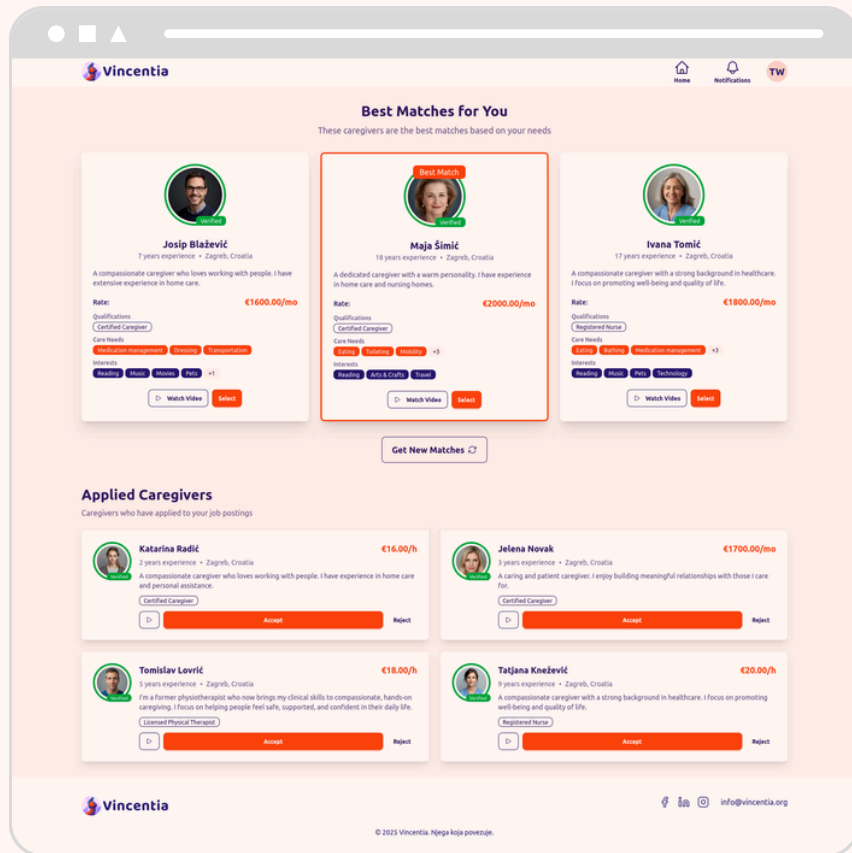 Vincentia
Home
Notifications
TW
Best Matches for You
These caregivers are the best matches based on your needs
Verified
Josip Blažević
7 years experience • Zagreb, Croatia
A compassionate caregiver who loves working with people. I have
extensive experience in home care.
Rate: €1600.00/mo
Qualifications
Certified Caregiver
Care Needs
Medication management Dressing Transportation
Interests
Reading Music Movies Pets +1
Watch Video Select
Best Match
Verified
Maja Šimić
18 years experience • Zagreb, Croatia
A dedicated caregiver with a warm personality. I have experience
in home care and nursing homes.
Rate: €2000.00/mo
Qualifications
Certified Caregiver
Care Needs
Eating Toileting Mobility +3
Interests
Reading Arts & Crafts Travel
Watch Video Select
Verified
Ivana Tomić
17 years experience • Zagreb, Croatia
A compassionate caregiver with a strong background in healthcare.
I focus on promoting well-being and quality of life.
Rate: €1800.00/mo
Qualifications
Registered Nurse
Care Needs
Eating Bathing Medication management +3
Interests
Reading Music Pets Technology
Watch Video Select
Get New Matches
Applied Caregivers
Caregivers who have applied to your job postings
Verified
Katarina Radić €16.00/h
2 years experience • Zagreb, Croatia
A compassionate caregiver who loves working with people. I have experience in home care
and personal assistance.
Certified Caregiver
Accept Reject
Verified
Jelena Novak €1700.00/mo
3 years experience • Zagreb, Croatia
A caring and patient caregiver. I enjoy building meaningful relationships with those I care
for.
Certified Caregiver
Accept Reject
Verified
Tomislav Lovrić €18.00/h
5 years experience • Zagreb, Croatia
I'm a former physiotherapist who now brings my clinical skills to compassionate, hands-on
caregiving. I focus on helping people feel safe, supported, and confident in their daily life.
Licensed Physical Therapist
Accept Reject
Verified
Tatjana Knežević €20.00/h
9 years experience • Zagreb, Croatia
A compassionate caregiver with a strong background in healthcare. I focus on promoting
well-being and quality of life.
Registered Nurse
Accept Reject
Vincentia
info@vincentia.org
© 2025 Vincentia. Njega koja povezuje.